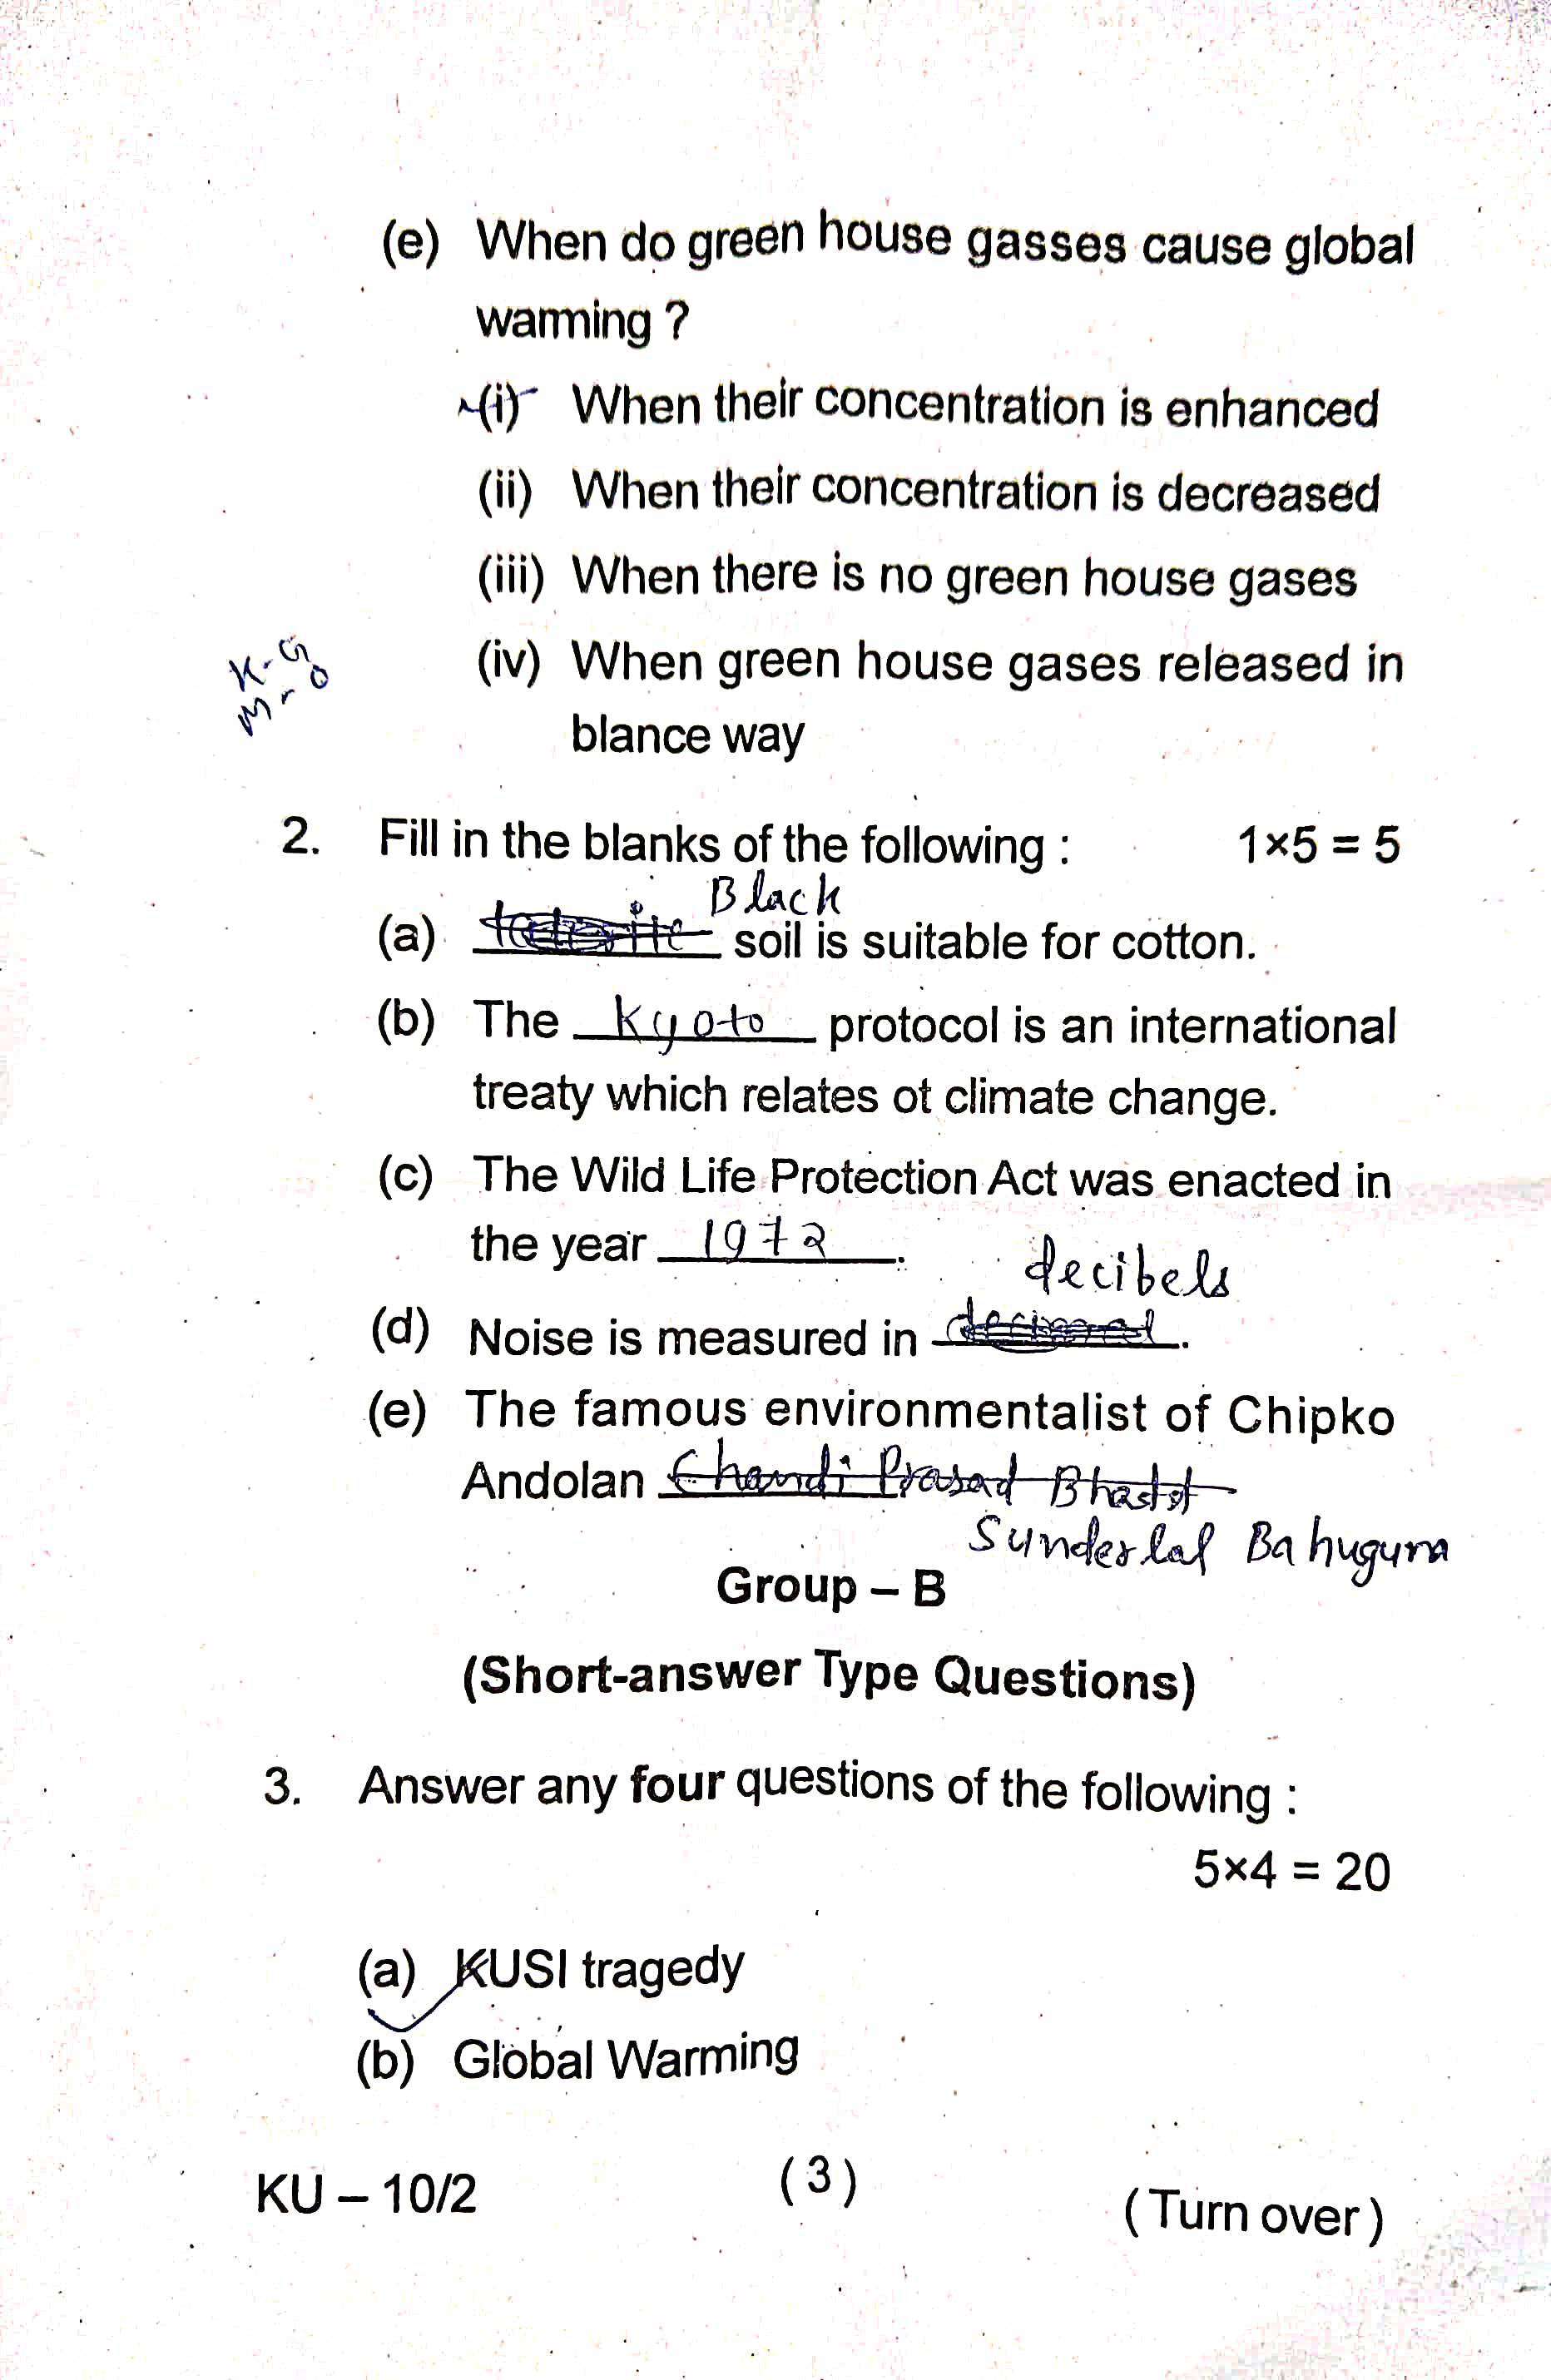 (e) When do green house gasses cause global
warming ?
(i) When their concentration is enhanced
(ii) When their concentration is decreased
(iii) When there is no green house gases
(iv) When green house gases released in
blance way
K-G
M-O
2. Fill in the blanks of the following : 1×5 = 5
Black
(a) soil is suitable for cotton.
(b) The Kyoto protocol is an international
treaty which relates ot climate change.
(c) The Wild Life Protection Act was enacted in
the year 1972.
decibels
(d) Noise is measured in .
(e) The famous environmentalist of Chipko
Andolan Chandi Prasad
Sunderlal Bahuguna
Group – B
(Short-answer Type Questions)
3. Answer any four questions of the following :
5×4 = 20
(a) KUSI tragedy
(b) Global Warming
KU – 10/2 (3) (Turn over)